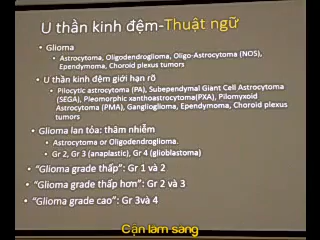 U thần kinh đệm-Thuật ngữ
• Glioma
• Astrocytoma, Oligodendroglioma, Oligo-Astrocytoma (NOS),
Ependymoma, Choroid plexus tumors
• U thần kinh đệm giới hạn rõ
• Pilocytic astrocytoma (PA), Subependymal Giant Cell Astrocytoma
(SEGA), Pleomorphic xanthoastrocytoma(PXA), Pilomyxoid
Astrocytoma (PMA), Ganglioglioma, Ependymoma, Choroid plexus
tumors
• Glioma lan tỏa: thâm nhiễm
• Astrocytoma or Oligodendroglioma.
• Gr 2, Gr 3 (anaplastic), Gr 4 (glioblastoma)
• “Glioma grade thấp”: Gr 1 và 2
• “Glioma grade thấp hơn”: Gr 2 và 3
• “Glioma grade cao”: Gr 3và 4
Cận lâm sàng